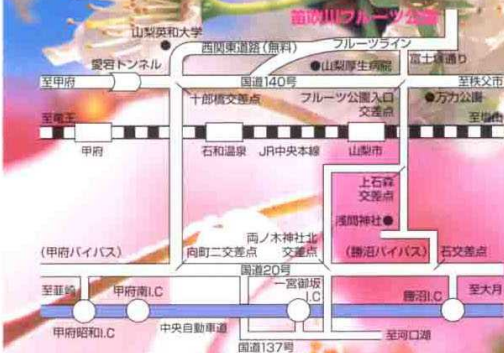 笛吹川フルーツ公園
山梨英和大学
西関東道路(無料)
フルーツライン
愛宕トンネル
●山梨厚生病院
富士塚通り
至甲府
国道140号
至秩父市
十郎橋交差点
フルーツ公園入口
交差点
●万力公園
至竜王
至塩山
甲府
石和温泉
JR中央本線
山梨市
上石森
交差点
浅間神社●
両ノ木神社北
交差点
(甲府バイパス)
向町二交差点
(勝沼バイパス)
石交差点
国道20号
至韮崎
甲府南I.C
一宮御坂
I.C
勝沼I.C
至大月
甲府昭和I.C
中央自動車道
至河口湖
国道137号